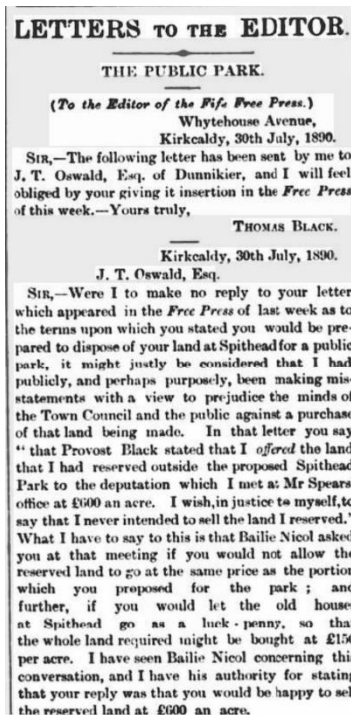 LETTERS TO THE EDITOR.
THE PUBLIC PARK.
(To the Editor of the Fife Free Press.)
Whytehouse Avenue,
Kirkcaldy, 30th July, 1890.
SIR,—The following letter has been sent by me to
J. T. Oswald, Esq. of Dunnikier, and I will feel
obliged by your giving it insertion in the Free Press
of this week.—Yours truly,
THOMAS BLACK.
Kirkcaldy, 30th July, 1890.
J. T. Oswald, Esq.
SIR,—Were I to make no reply to your letter
which appeared in the Free Press of last week as to
the terms upon which you stated you would be pre-
pared to dispose of your land at Spithead for a public
park, it might justly be considered that I had
publicly, and perhaps purposely, been making mis-
statements with a view to prejudice the minds of
the Town Council and the public against a purchase
of that land being made. In that letter you say
" that Provost Black stated that I offered the land
that I had reserved outside the proposed Spithead
Park to the deputation which I met at Mr Spears'
office at £600 an acre. I wish, in justice to myself, to
say that I never intended to sell the land I reserved."
What I have to say to this is that Bailie Nicol asked
you at that meeting if you would not allow the
reserved land to go at the same price as the portion
which you proposed for the park ; and
further, if you would let the old house
at Spithead go as a luck-penny, so that
the whole land required might be bought at £150
per acre. I have seen Bailie Nicol concerning this
conversation, and I have his authority for stating
that your reply was that you would be happy to sell
the reserved land at £600 an acre.